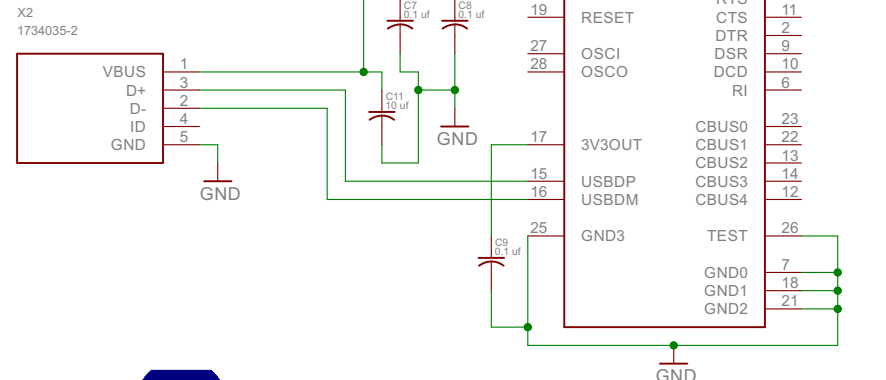 X2
1734035-2
VBUS 1
D+ 3
D- 2
ID 4
GND 5
GND
C7
0.1 uf
C8
0.1 uf
C11
10 uf
GND
C9
0.1 uf
19 RESET
27 OSCI
28 OSCO
17 3V3OUT
15 USBDP
16 USBDM
25 GND3
RTS
CTS 11
DTR 2
DSR 9
DCD 10
RI 6
CBUS0 23
CBUS1 22
CBUS2 13
CBUS3 14
CBUS4 12
TEST 26
GND0 7
GND1 18
GND2 21
GND